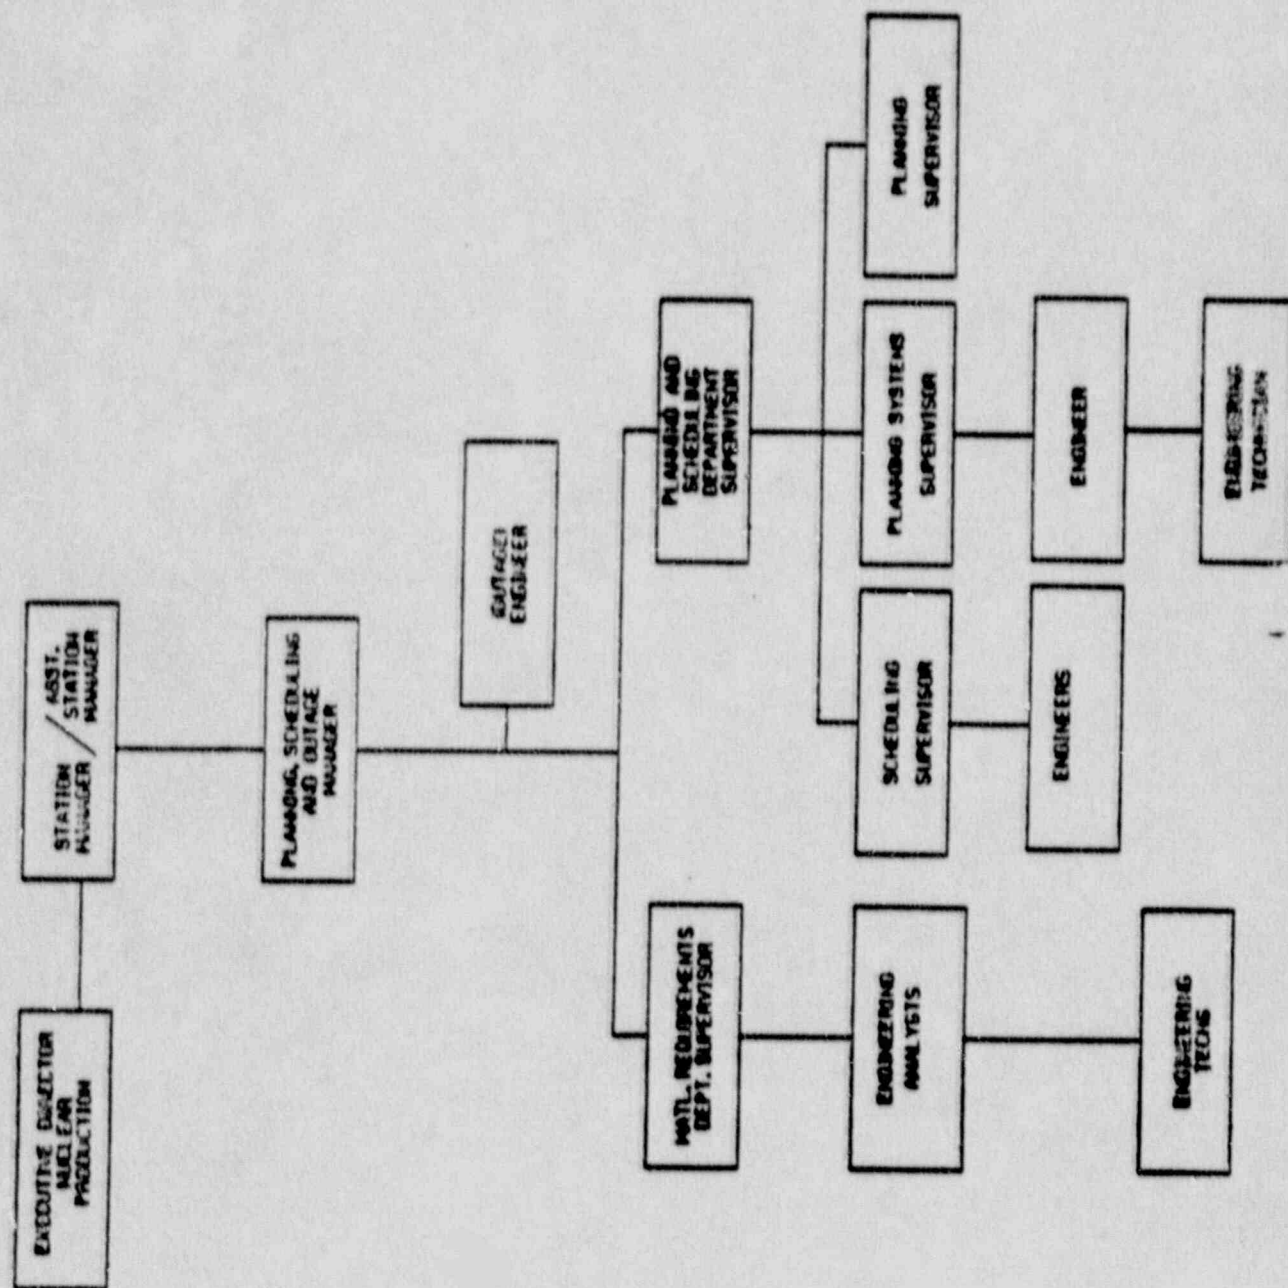 EXECUTIVE DIRECTOR
NUCLEAR
PRODUCTION
STATION / ASST.
MANAGER / STATION
MANAGER
PLANNING, SCHEDULING
AND OUTAGE
MANAGER
OUTAGE
ENGINEER
MATL. REQUIREMENTS
DEPT. SUPERVISOR
PLANNING AND
SCHEDULING
DEPARTMENT
SUPERVISOR
ENGINEERING
ANALYSTS
SCHEDULING
SUPERVISOR
PLANNING SYSTEMS
SUPERVISOR
PLANNING
SUPERVISOR
ENGINEERS
ENGINEER
ENGINEERING
TECHS
ENGINEERING
TECHNICIAN